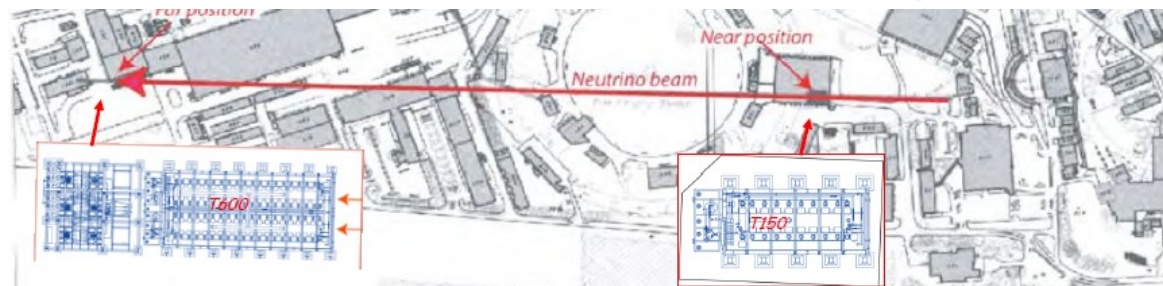 Far position
Near position
Neutrino beam
T600
T150